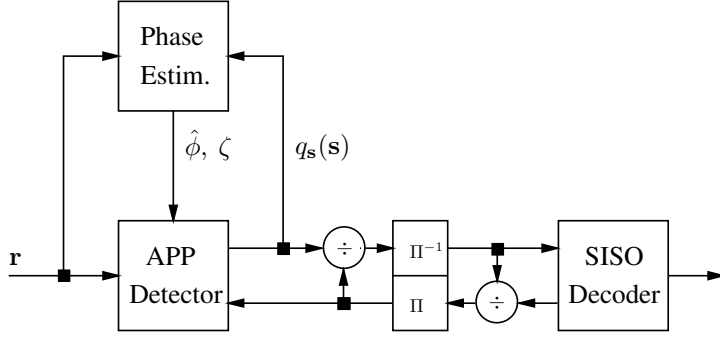 Phase
Estim.
ϕ̂, ζ
q_𝐬(𝐬)
𝐫
APP
Detector
÷
Π⁻¹
Π
÷
SISO
Decoder